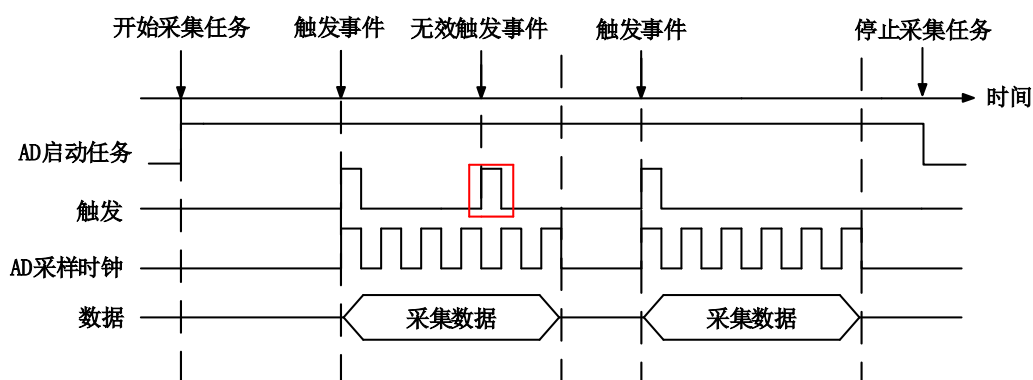 开始采集任务 触发事件 无效触发事件 触发事件 停止采集任务
时间
AD启动任务
触发
AD采样时钟
数据 采集数据 采集数据